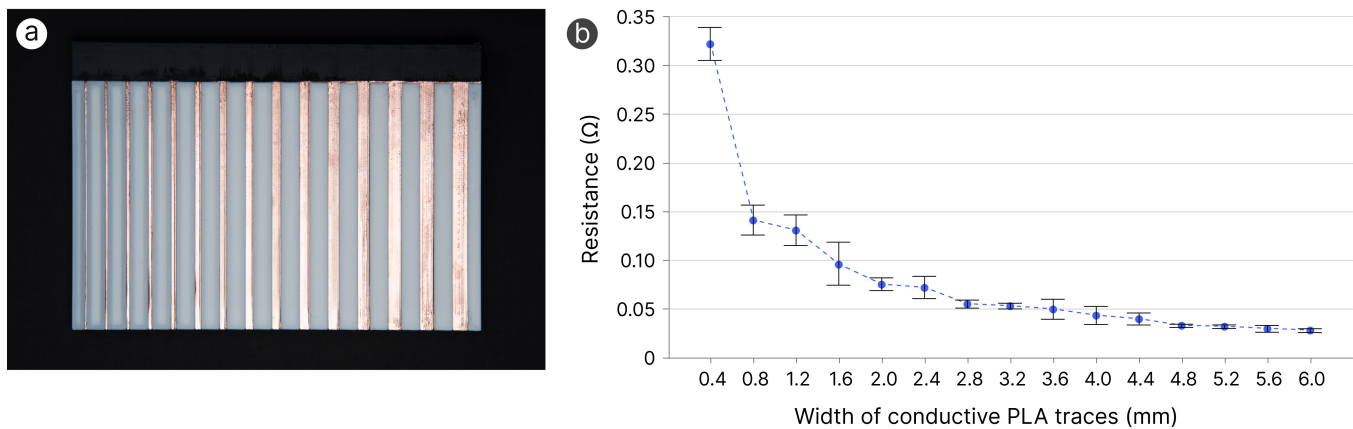 a
b
0.35
0.30
0.25
0.20
0.15
0.10
0.05
0
Resistance (Ω)
0.4 0.8 1.2 1.6 2.0 2.4 2.8 3.2 3.6 4.0 4.4 4.8 5.2 5.6 6.0
Width of conductive PLA traces (mm)